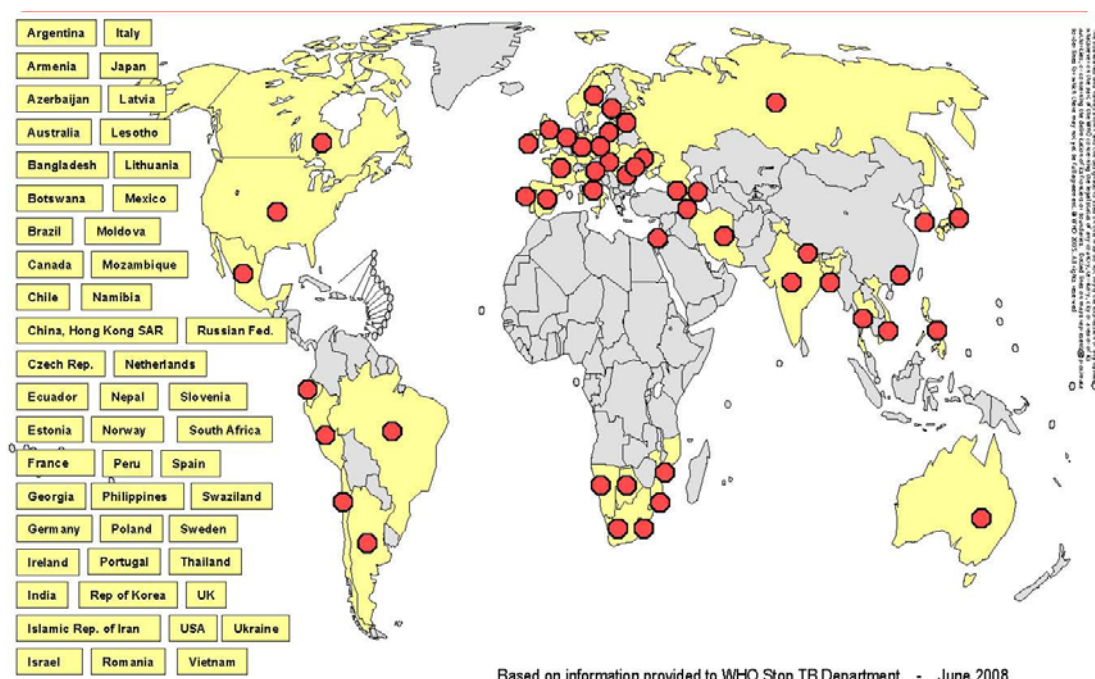 Argentina Italy
Armenia Japan
Azerbaijan Latvia
Australia Lesotho
Bangladesh Lithuania
Botswana Mexico
Brazil Moldova
Canada Mozambique
Chile Namibia
China, Hong Kong SAR Russian Fed.
Czech Rep. Netherlands
Ecuador Nepal Slovenia
Estonia Norway South Africa
France Peru Spain
Georgia Philippines Swaziland
Germany Poland Sweden
Ireland Portugal Thailand
India Rep of Korea UK
Islamic Rep. of Iran USA Ukraine
Israel Romania Vietnam
Based on information provided to WHO Stop TB Department - June 2008